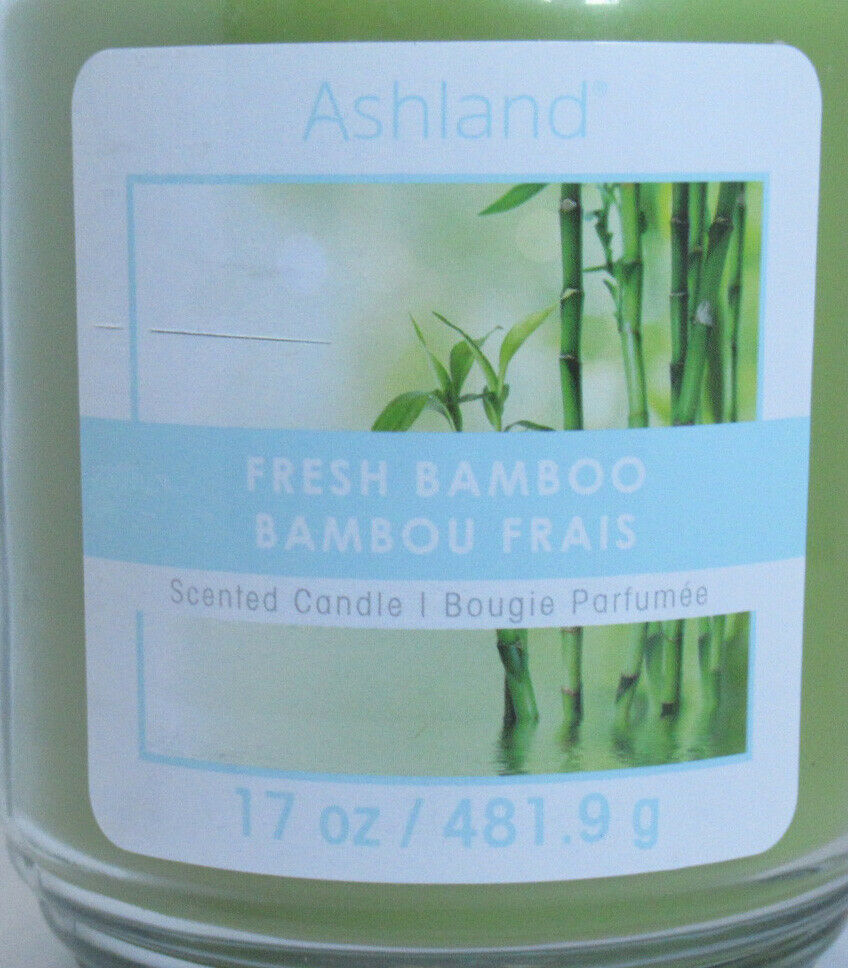 Ashland®
FRESH BAMBOO
BAMBOU FRAIS
Scented Candle | Bougie Parfumée
17 oz / 481.9 g